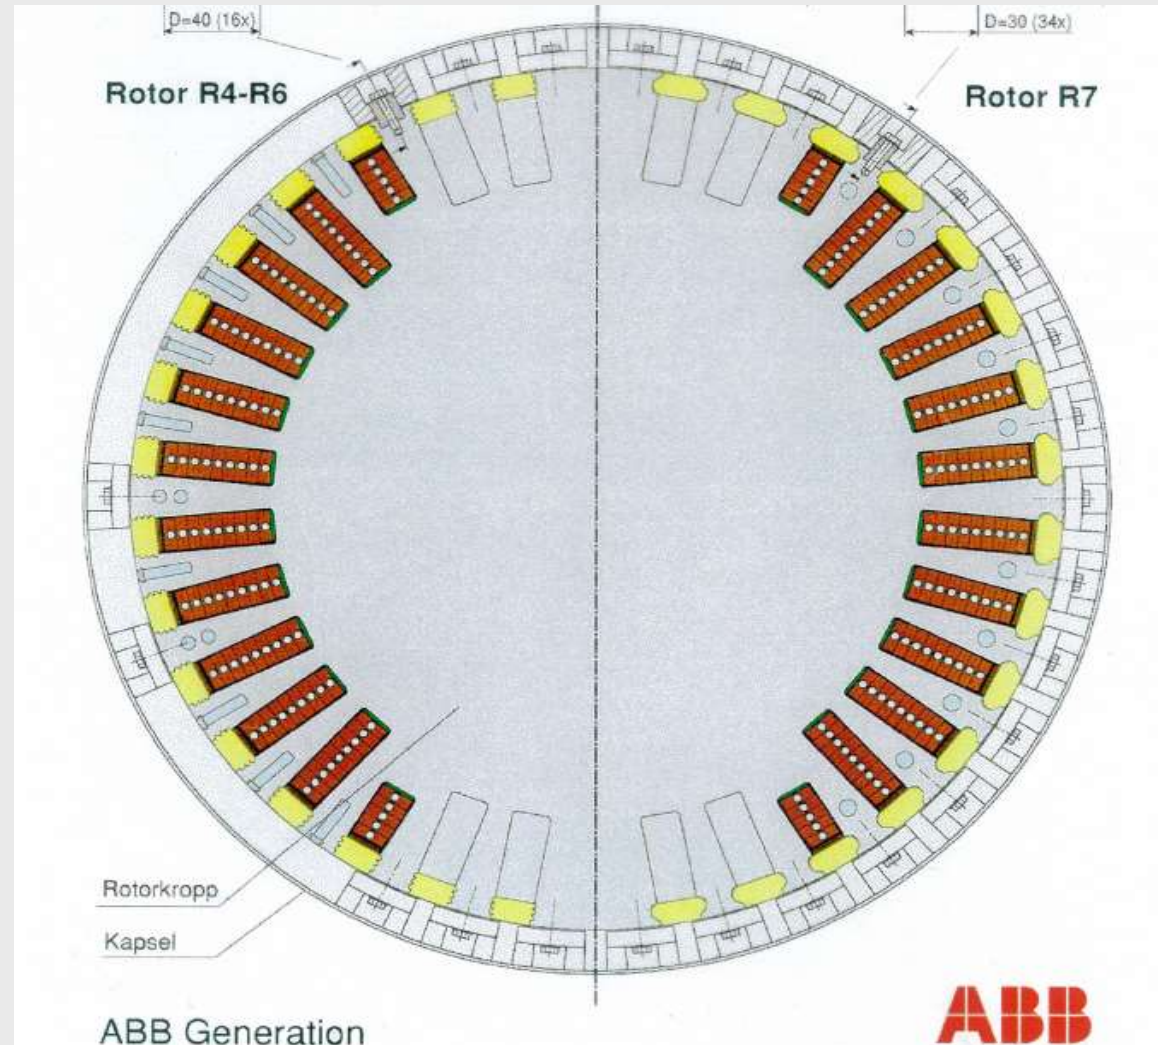 D=40 (16x)
D=30 (34x)
Rotor R4-R6
Rotor R7
Rotorkropp
Kapsel
ABB Generation
ABB